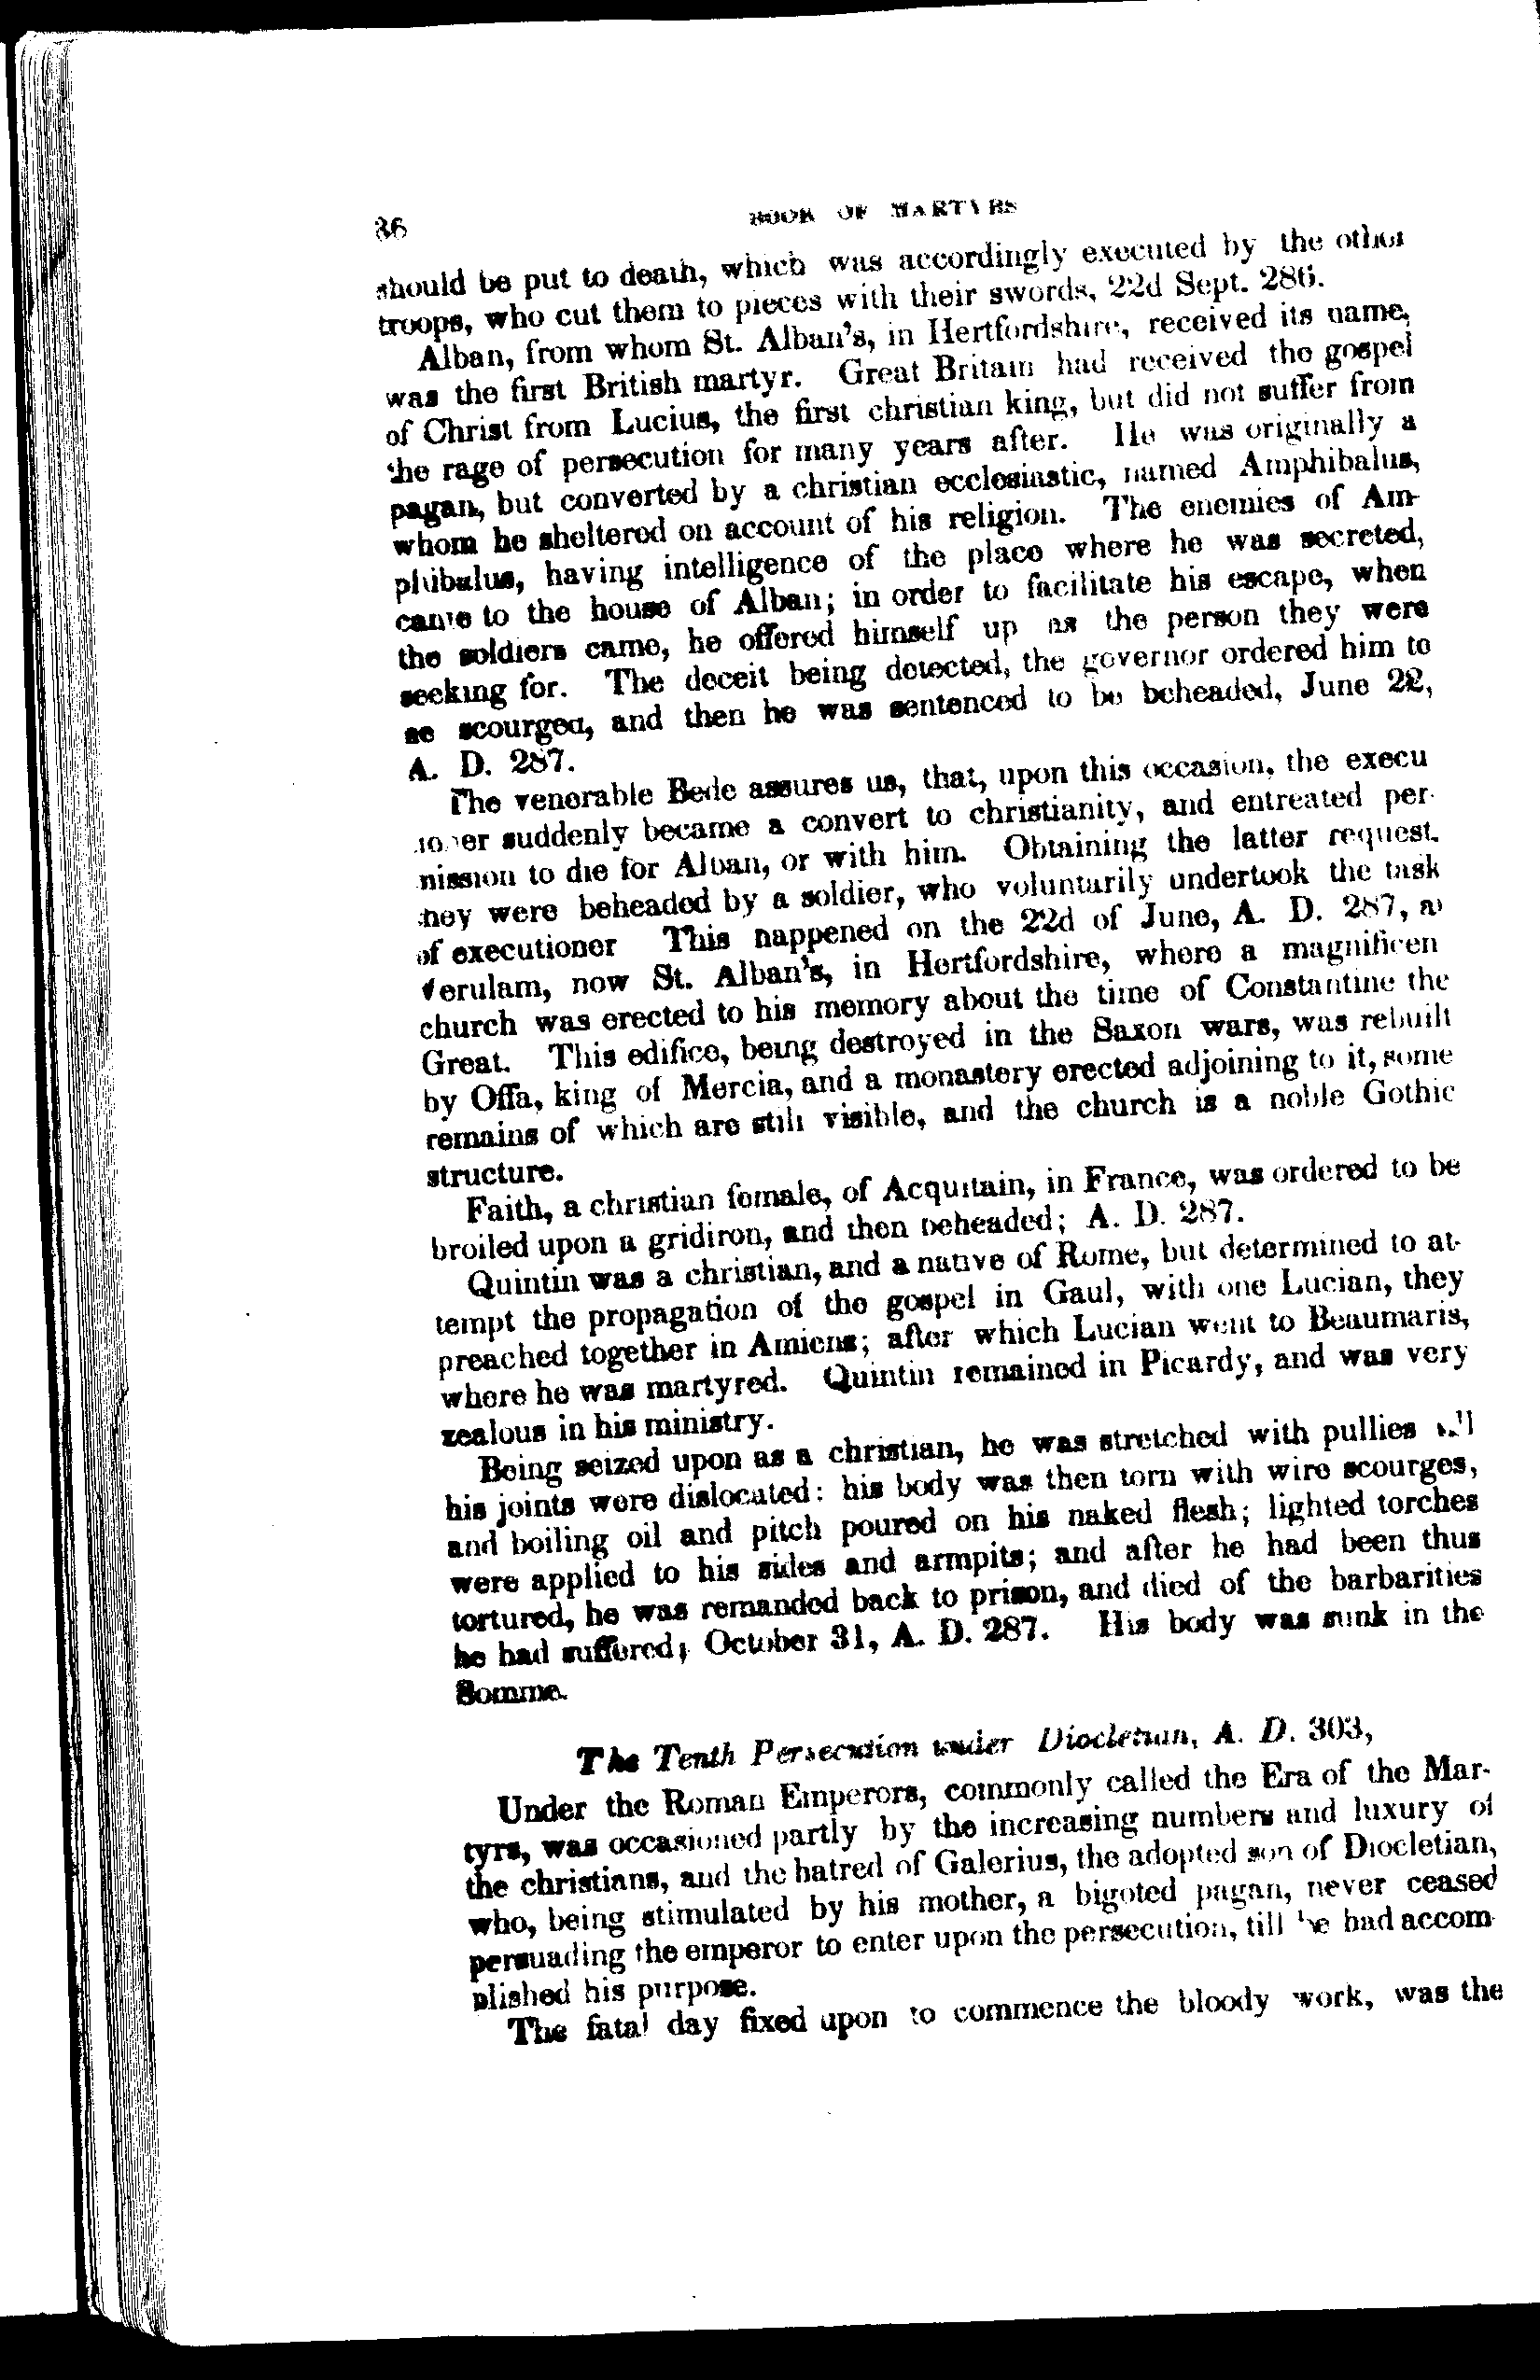 36 BOOK OF MARTYRS
should be put to death, which was accordingly executed by the other
troops, who cut them to pieces with their swords, 22d Sept. 286.
Alban, from whom St. Alban's, in Hertfordshire, received its name,
was the first British martyr. Great Britain had received the gospel
of Christ from Lucius, the first christian king, but did not suffer from
the rage of persecution for many years after. He was originally a
pagan, but converted by a christian ecclesiastic, named Amphibalus,
whom he sheltered on account of his religion. The enemies of Am-
phibalus, having intelligence of the place where he was secreted,
came to the house of Alban; in order to facilitate his escape, when
the soldiers came, he offered himself up as the person they were
seeking for. The deceit being detected, the governor ordered him to
be scourged, and then he was sentenced to be beheaded, June 22,
A. D. 287.
The venerable Bede assures us, that, upon this occasion, the execu
suddenly became a convert to christianity, and entreated per-
mission to die for Alban, or with him. Obtaining the latter request.
they were beheaded by a soldier, who voluntarily undertook the task
of executioner This happened on the 22d of June, A. D. 287, a
Verulam, now St. Alban's, in Hertfordshire, where a magnificen
church was erected to his memory about the time of Constantine the
Great. This edifice, being destroyed in the Saxon wars, was rebuilt
by Offa, king of Mercia, and a monastery erected adjoining to it, some
remains of which are still visible, and the church is a noble Gothic
structure.
Faith, a christian female, of Acquitain, in France, was ordered to be
broiled upon a gridiron, and then beheaded; A. D. 287.
Quintin was a christian, and a native of Rome, but determined to at-
tempt the propagation of the gospel in Gaul, with one Lucian, they
preached together in Amiens; after which Lucian went to Beaumaris,
where he was martyred. Quintin remained in Picardy, and was very
zealous in his ministry.
Being seized upon as a christian, he was stretched with pullies
his joints were dislocated: his body was then torn with wire scourges,
and boiling oil and pitch poured on his naked flesh; lighted torches
were applied to his sides and armpits; and after he had been thus
tortured, he was remanded back to prison, and died of the barbarities
he had suffered; October 31, A. D. 287. His body was sunk in the
Somme.
The Tenth Persecution under Diocletian, A. D. 303,
Under the Roman Emperors, commonly called the Era of the Mar-
tyrs, was occasioned partly by the increasing numbers and luxury of
the christians, and the hatred of Galerius, the adopted son of Diocletian,
who, being stimulated by his mother, a bigoted pagan, never ceased
persuading the emperor to enter upon the persecution, till he had accom-
plished his purpose.
The fatal day fixed upon to commence the bloody work, was the